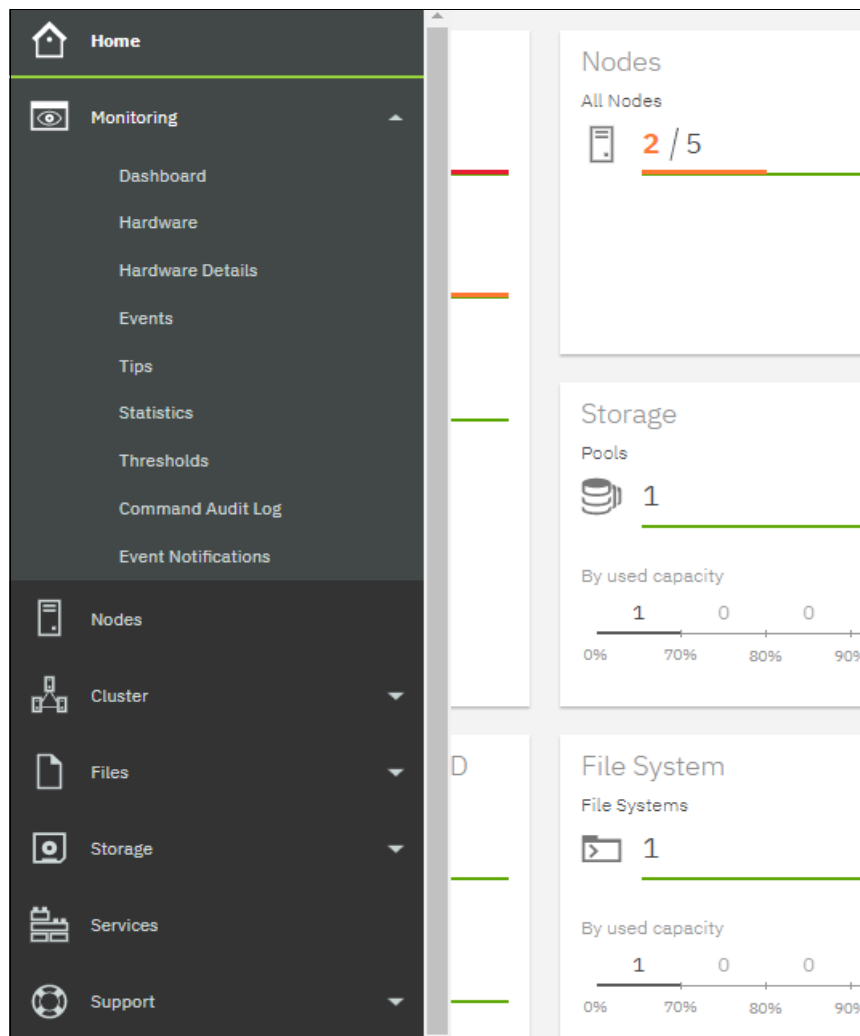 Home
Monitoring
Dashboard
Hardware
Hardware Details
Events
Tips
Statistics
Thresholds
Command Audit Log
Event Notifications
Nodes
Cluster
Files
Storage
Services
Support
D
Nodes
All Nodes
2 / 5
Storage
Pools
1
By used capacity
1 0 0
0% 70% 80% 90%
File System
File Systems
1
By used capacity
1 0 0
0% 70% 80% 90%